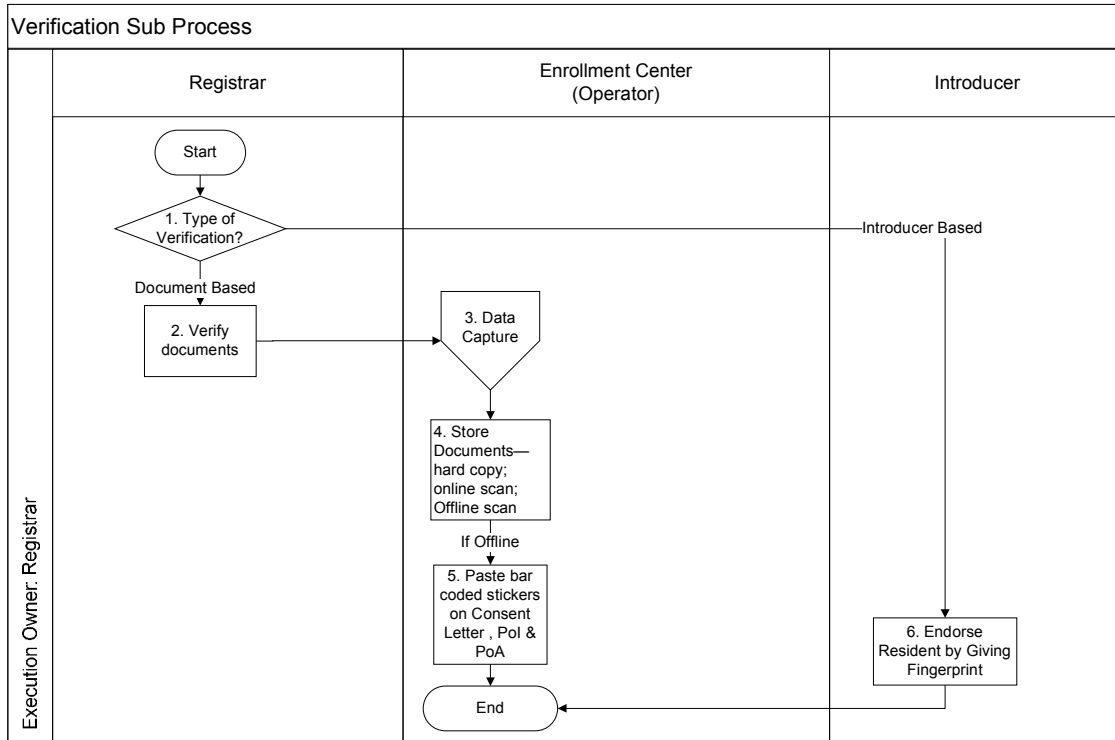 Verification Sub Process
Registrar
Enrollment Center
(Operator)
Introducer
Execution Owner: Registrar
Start
1. Type of
Verification?
Introducer Based
Document Based
2. Verify
documents
3. Data
Capture
4. Store
Documents—
hard copy;
online scan;
Offline scan
If Offline
5. Paste bar
coded stickers
on Consent
Letter , PoI &
PoA
6. Endorse
Resident by Giving
Fingerprint
End